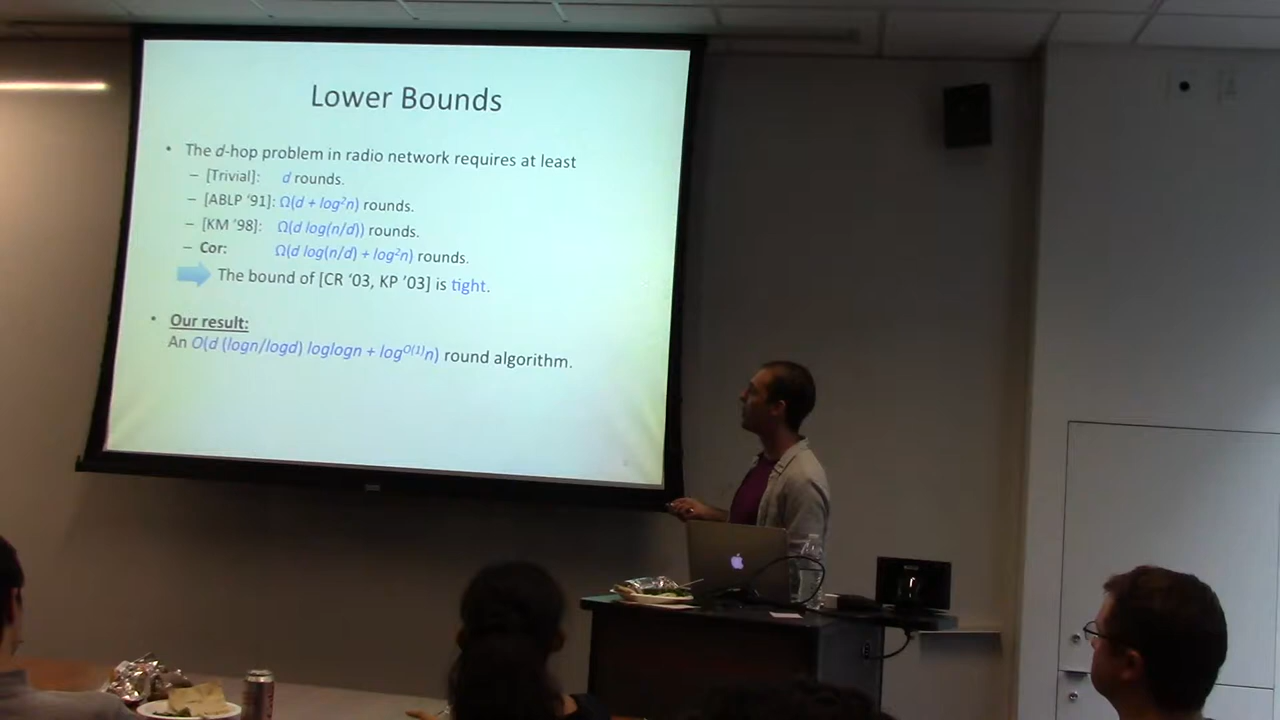 Lower Bounds
• The d-hop problem in radio network requires at least
– [Trivial]: d rounds.
– [ABLP '91]: Ω(d + log²n) rounds.
– [KM '98]: Ω(d log(n/d)) rounds.
– Cor: Ω(d log(n/d) + log²n) rounds.
The bound of [CR '03, KP '03] is tight.
• Our result:
An O(d (logn/logd) loglogn + logᴼ⁽¹⁾n) round algorithm.